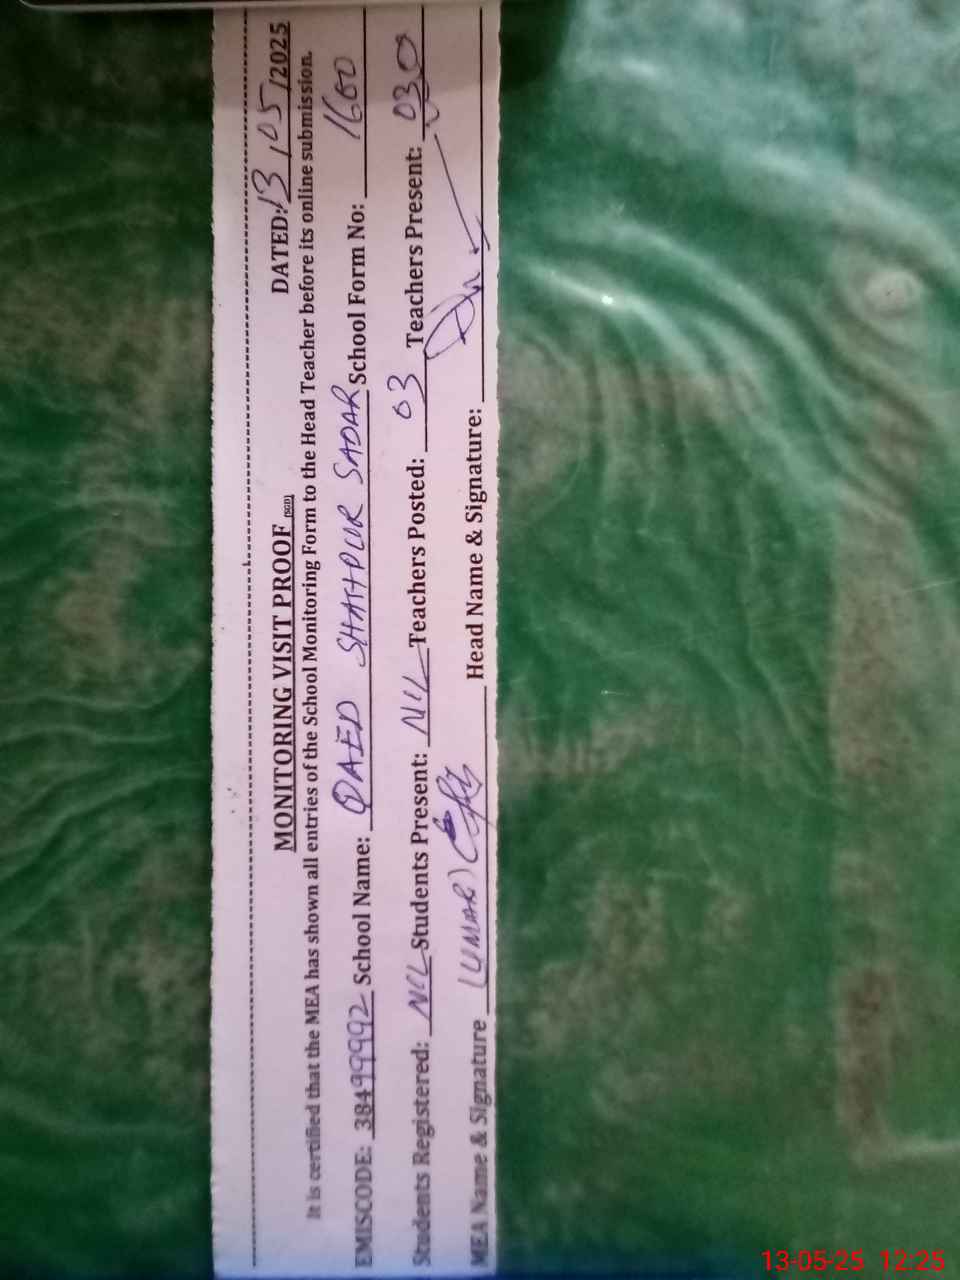 MONITORING VISIT PROOF (SGD) DATED: 13/05/2025
It is certified that the MEA has shown all entries of the School Monitoring Form to the Head Teacher before its online submission.
EMISCODE: 38499992 School Name: QAED SHAHPUR SADAR School Form No: 1600
Students Registered: NIL Students Present: NIL Teachers Posted: 03 Teachers Present: 03
MEA Name & Signature (UMAR) Head Name & Signature:
13-05-25 12:25